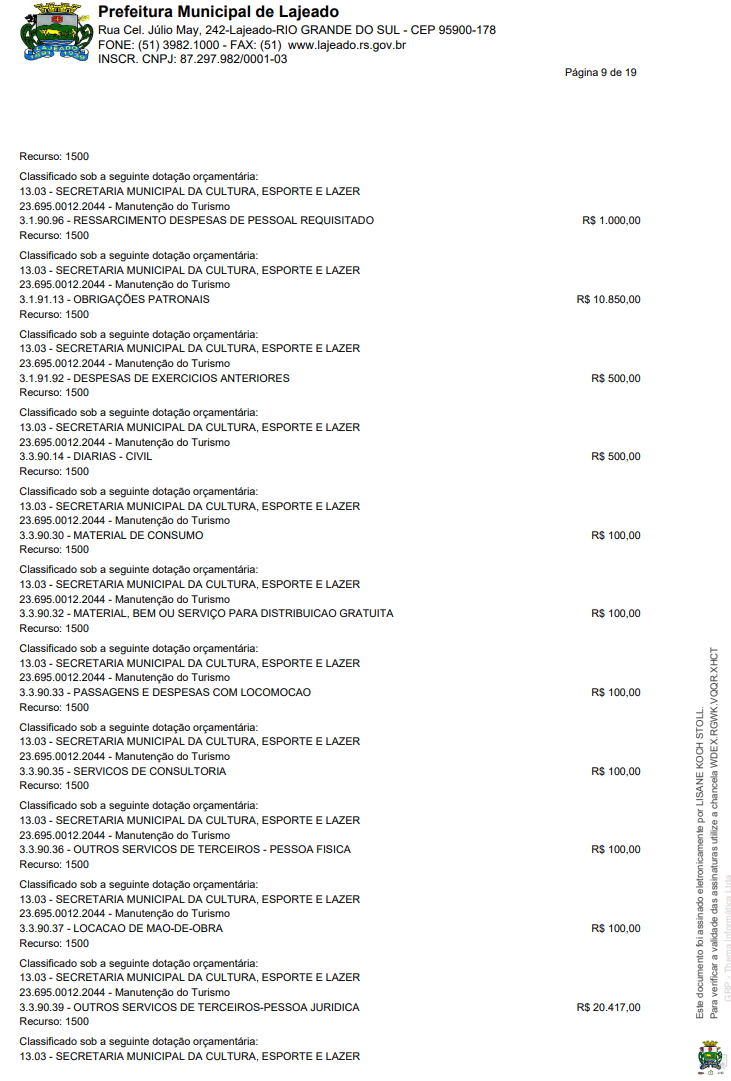 Prefeitura Municipal de Lajeado
Rua Cel. Júlio May, 242-Lajeado-RIO GRANDE DO SUL - CEP 95900-178
FONE: (51) 3982.1000 - FAX: (51) www.lajeado.rs.gov.br
INSCR. CNPJ: 87.297.982/0001-03
LAJEADO
1891 1939
Página 9 de 19
Recurso: 1500
Classificado sob a seguinte dotação orçamentária:
13.03 - SECRETARIA MUNICIPAL DA CULTURA, ESPORTE E LAZER
23.695.0012.2044 - Manutenção do Turismo
3.1.90.96 - RESSARCIMENTO DESPESAS DE PESSOAL REQUISITADO R$ 1.000,00
Recurso: 1500
Classificado sob a seguinte dotação orçamentária:
13.03 - SECRETARIA MUNICIPAL DA CULTURA, ESPORTE E LAZER
23.695.0012.2044 - Manutenção do Turismo
3.1.91.13 - OBRIGAÇÕES PATRONAIS R$ 10.850,00
Recurso: 1500
Classificado sob a seguinte dotação orçamentária:
13.03 - SECRETARIA MUNICIPAL DA CULTURA, ESPORTE E LAZER
23.695.0012.2044 - Manutenção do Turismo
3.1.91.92 - DESPESAS DE EXERCICIOS ANTERIORES R$ 500,00
Recurso: 1500
Classificado sob a seguinte dotação orçamentária:
13.03 - SECRETARIA MUNICIPAL DA CULTURA, ESPORTE E LAZER
23.695.0012.2044 - Manutenção do Turismo
3.3.90.14 - DIARIAS - CIVIL R$ 500,00
Recurso: 1500
Classificado sob a seguinte dotação orçamentária:
13.03 - SECRETARIA MUNICIPAL DA CULTURA, ESPORTE E LAZER
23.695.0012.2044 - Manutenção do Turismo
3.3.90.30 - MATERIAL DE CONSUMO R$ 100,00
Recurso: 1500
Classificado sob a seguinte dotação orçamentária:
13.03 - SECRETARIA MUNICIPAL DA CULTURA, ESPORTE E LAZER
23.695.0012.2044 - Manutenção do Turismo
3.3.90.32 - MATERIAL, BEM OU SERVIÇO PARA DISTRIBUICAO GRATUITA R$ 100,00
Recurso: 1500
Classificado sob a seguinte dotação orçamentária:
13.03 - SECRETARIA MUNICIPAL DA CULTURA, ESPORTE E LAZER
23.695.0012.2044 - Manutenção do Turismo
3.3.90.33 - PASSAGENS E DESPESAS COM LOCOMOCAO R$ 100,00
Recurso: 1500
Classificado sob a seguinte dotação orçamentária:
13.03 - SECRETARIA MUNICIPAL DA CULTURA, ESPORTE E LAZER
23.695.0012.2044 - Manutenção do Turismo
3.3.90.35 - SERVICOS DE CONSULTORIA R$ 100,00
Recurso: 1500
Classificado sob a seguinte dotação orçamentária:
13.03 - SECRETARIA MUNICIPAL DA CULTURA, ESPORTE E LAZER
23.695.0012.2044 - Manutenção do Turismo
3.3.90.36 - OUTROS SERVICOS DE TERCEIROS - PESSOA FISICA R$ 100,00
Recurso: 1500
Classificado sob a seguinte dotação orçamentária:
13.03 - SECRETARIA MUNICIPAL DA CULTURA, ESPORTE E LAZER
23.695.0012.2044 - Manutenção do Turismo
3.3.90.37 - LOCACAO DE MAO-DE-OBRA R$ 100,00
Recurso: 1500
Classificado sob a seguinte dotação orçamentária:
13.03 - SECRETARIA MUNICIPAL DA CULTURA, ESPORTE E LAZER
23.695.0012.2044 - Manutenção do Turismo
3.3.90.39 - OUTROS SERVICOS DE TERCEIROS-PESSOA JURIDICA R$ 20.417,00
Recurso: 1500
Classificado sob a seguinte dotação orçamentária:
13.03 - SECRETARIA MUNICIPAL DA CULTURA, ESPORTE E LAZER
Este documento foi assinado eletronicamente por LISANE KOCH STOLL.
Para verificar a validade das assinaturas utilize a chancela WDEX.RGWK.VQQR.XHCT
GRP - Thema Informática Ltda